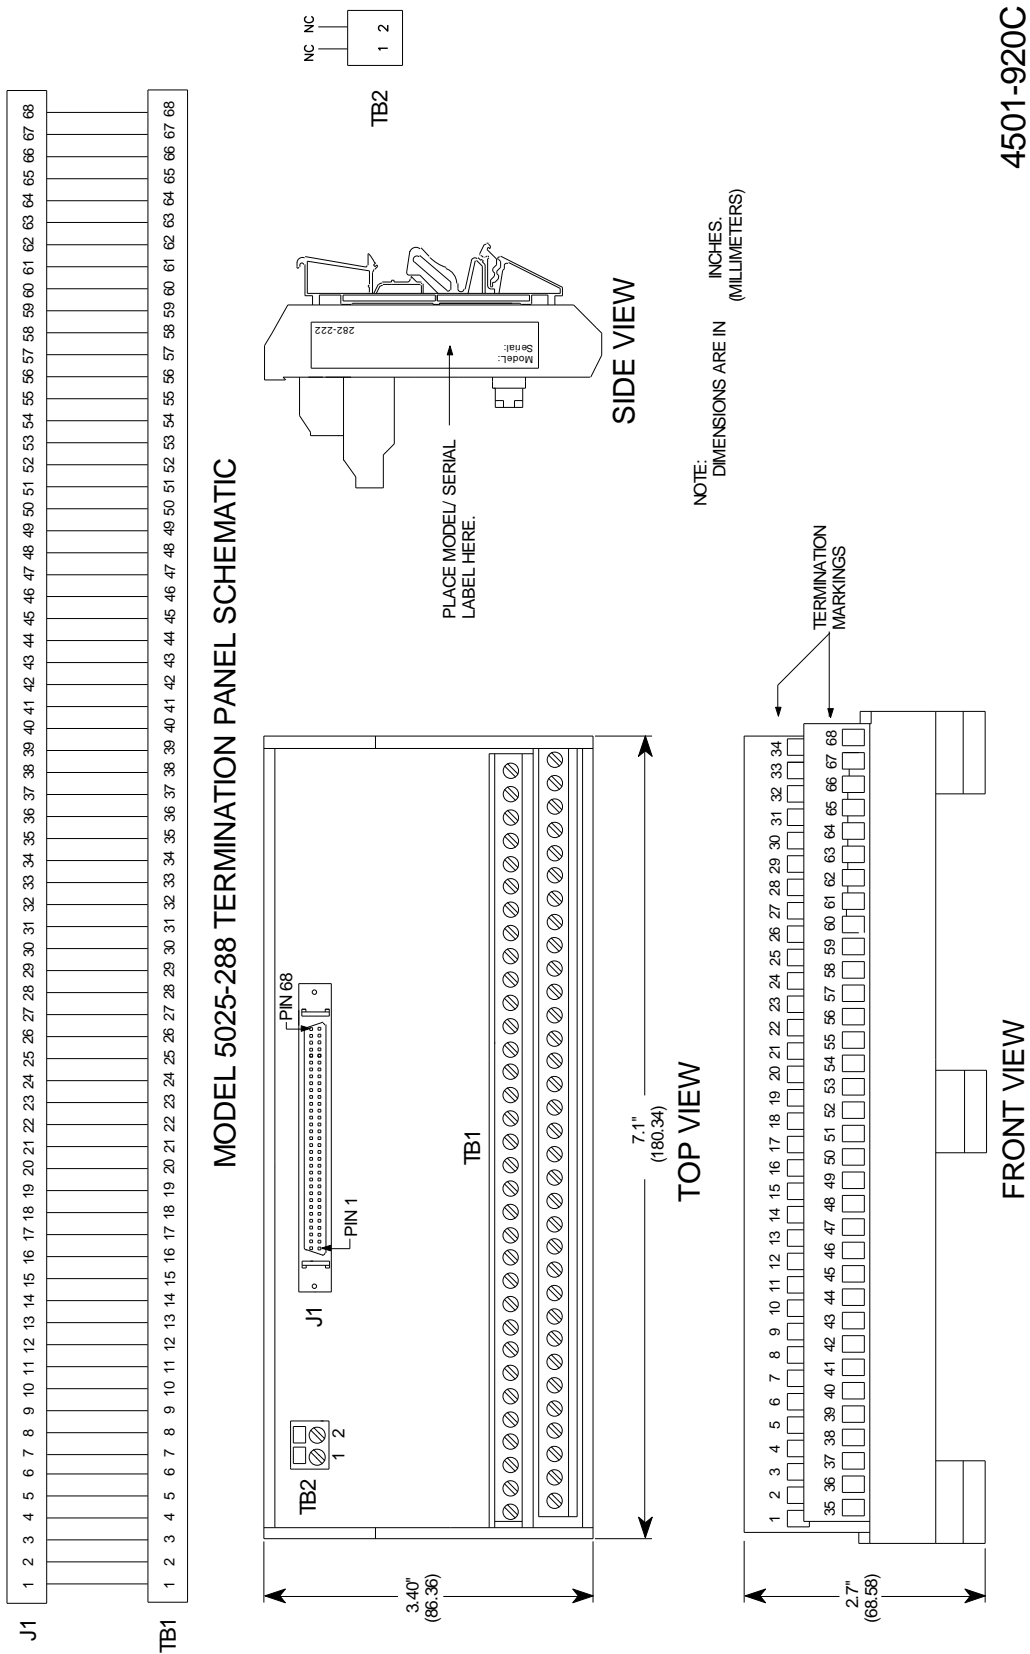 J1
1 2 3 4 5 6 7 8 9 10 11 12 13 14 15 16 17 18 19 20 21 22 23 24 25 26 27 28 29 30 31 32 33 34 35 36 37 38 39 40 41 42 43 44 45 46 47 48 49 50 51 52 53 54 55 56 57 58 59 60 61 62 63 64 65 66 67 68
TB1
1 2 3 4 5 6 7 8 9 10 11 12 13 14 15 16 17 18 19 20 21 22 23 24 25 26 27 28 29 30 31 32 33 34 35 36 37 38 39 40 41 42 43 44 45 46 47 48 49 50 51 52 53 54 55 56 57 58 59 60 61 62 63 64 65 66 67 68
MODEL 5025-288 TERMINATION PANEL SCHEMATIC
NC NC
1 2
TB2
TB2
1 2
J1
PIN 1
PIN 68
TB1
3.40"
(86.36)
7.1"
(180.34)
TOP VIEW
Model:
Serial:
282-222
PLACE MODEL/ SERIAL
LABEL HERE.
SIDE VIEW
NOTE:
DIMENSIONS ARE IN INCHES.
(MILLIMETERS)
TERMINATION
MARKINGS
1 2 3 4 5 6 7 8 9 10 11 12 13 14 15 16 17 18 19 20 21 22 23 24 25 26 27 28 29 30 31 32 33 34
35 36 37 38 39 40 41 42 43 44 45 46 47 48 49 50 51 52 53 54 55 56 57 58 59 60 61 62 63 64 65 66 67 68
2.7"
(68.58)
FRONT VIEW
4501-920C